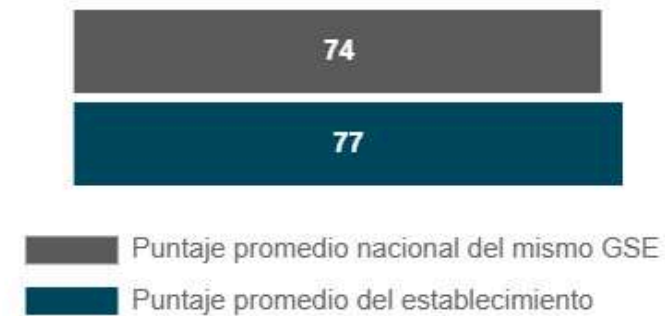 74
77
Puntaje promedio nacional del mismo GSE
Puntaje promedio del establecimiento